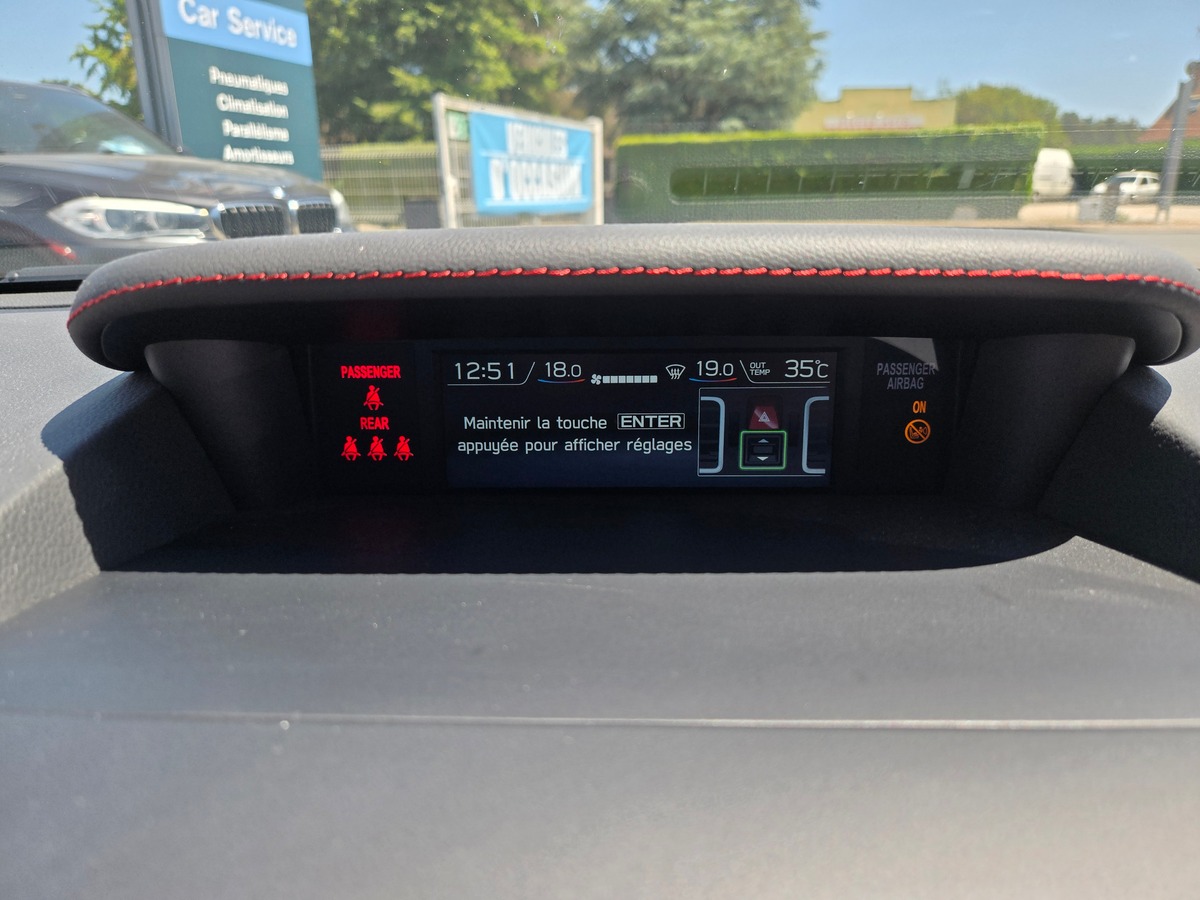 Car Service
Pneumatiques
Climatisation
Parallélisme
Amortisseurs
VEHICULES
D'OCCASION
PASSENGER
REAR
12:51 18.0 19.0 OUT TEMP 35°C
Maintenir la touche ENTER
appuyée pour afficher réglages
PASSENGER
AIRBAG
ON